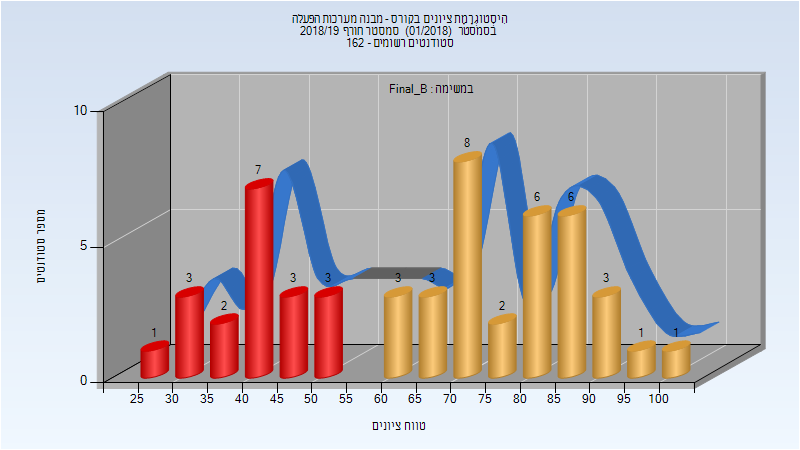 היסטוגרמת ציונים בקורס - מבנה מערכות הפעלה
בסמסטר (01/2018) סמסטר חורף 2018/19
סטודנטים רשומים - 162
במשימה : Final_B
מספר סטודנטים
10
5
0
1
3
2
7
3
3
3
3
8
2
6
6
3
1
1
25 30 35 40 45 50 55 60 65 70 75 80 85 90 95 100
טווח ציונים